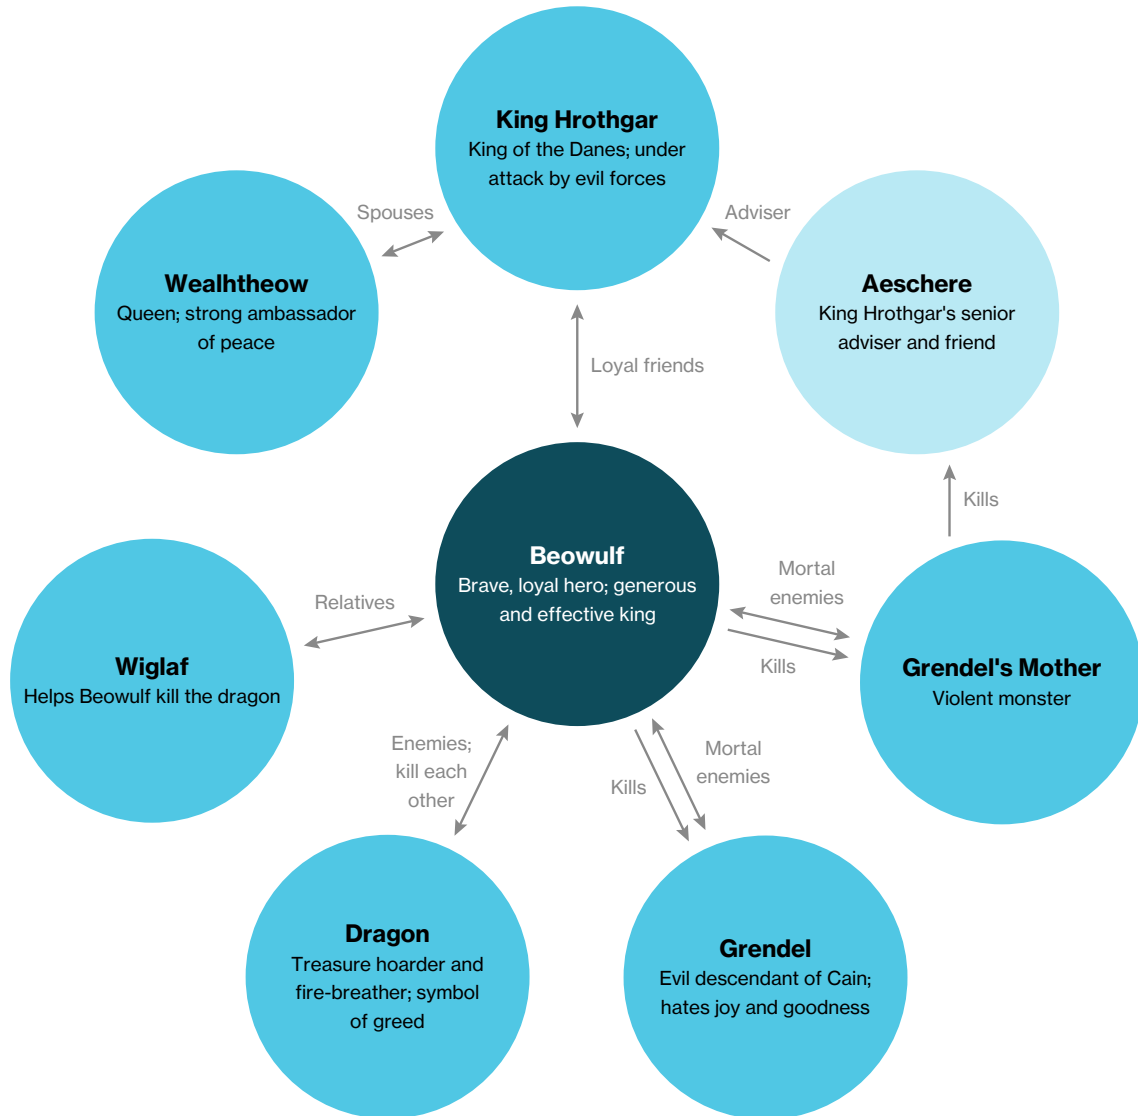 King Hrothgar
King of the Danes; under
attack by evil forces
Spouses
Adviser
Wealhtheow
Queen; strong ambassador
of peace
Aeschere
King Hrothgar's senior
adviser and friend
Loyal friends
Kills
Beowulf
Brave, loyal hero; generous
and effective king
Mortal
enemies
Relatives
Kills
Wiglaf
Helps Beowulf kill the dragon
Grendel's Mother
Violent monster
Enemies;
kill each
other
Kills
Mortal
enemies
Dragon
Treasure hoarder and
fire-breather; symbol
of greed
Grendel
Evil descendant of Cain;
hates joy and goodness